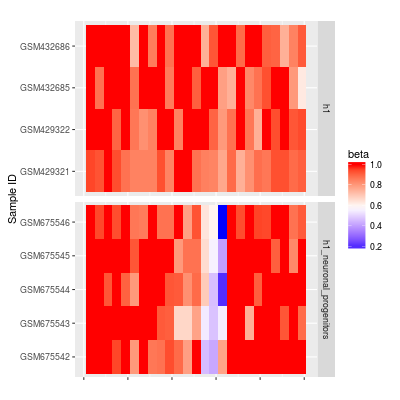 GSM432686
GSM432685
GSM429322
GSM429321
h1
GSM675546
GSM675545
GSM675544
GSM675543
GSM675542
h1_neuronal_progenitors
Sample ID
beta
1.0
0.8
0.6
0.4
0.2